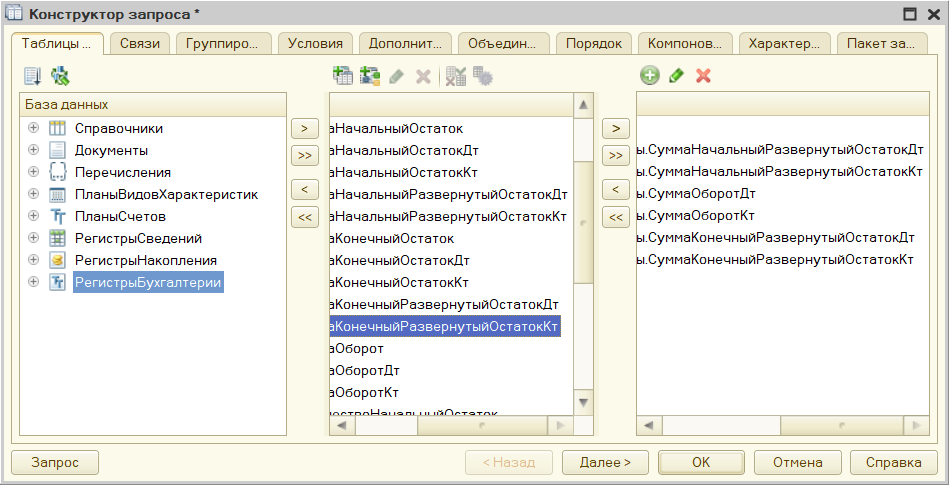 Конструктор запроса *
Таблицы ...
Связи
Группиро...
Условия
Дополнит...
Объедин...
Порядок
Компонов...
Характер...
Пакет за...
База данных
Справочники
Документы
Перечисления
ПланыВидовХарактеристик
ПланыСчетов
РегистрыСведений
РегистрыНакопления
РегистрыБухгалтерии
>
>>
<
<<
аНачальныйОстаток
аНачальныйОстатокДт
аНачальныйОстатокКт
аНачальныйРазвернутыйОстатокДт
аНачальныйРазвернутыйОстатокКт
аКонечныйОстаток
аКонечныйОстатокДт
аКонечныйОстатокКт
аКонечныйРазвернутыйОстатокДт
аКонечныйРазвернутыйОстатокКт
аОборот
аОборотДт
аОборотКт
ествоНачальныйОстаток
>
>>
<
<<
ы.СуммаНачальныйРазвернутыйОстатокДт
ы.СуммаНачальныйРазвернутыйОстатокКт
ы.СуммаОборотДт
ы.СуммаОборотКт
ы.СуммаКонечныйРазвернутыйОстатокДт
ы.СуммаКонечныйРазвернутыйОстатокКт
Запрос
< Назад
Далее >
ОК
Отмена
Справка